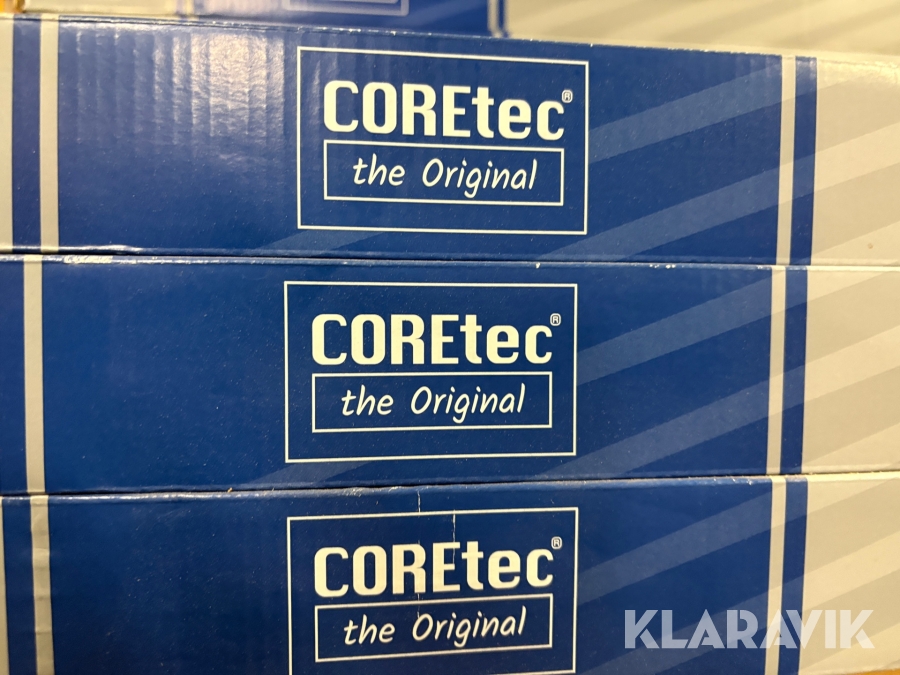 COREtec®
the Original
COREtec®
the Original
COREtec®
the Original
KLARAVIK